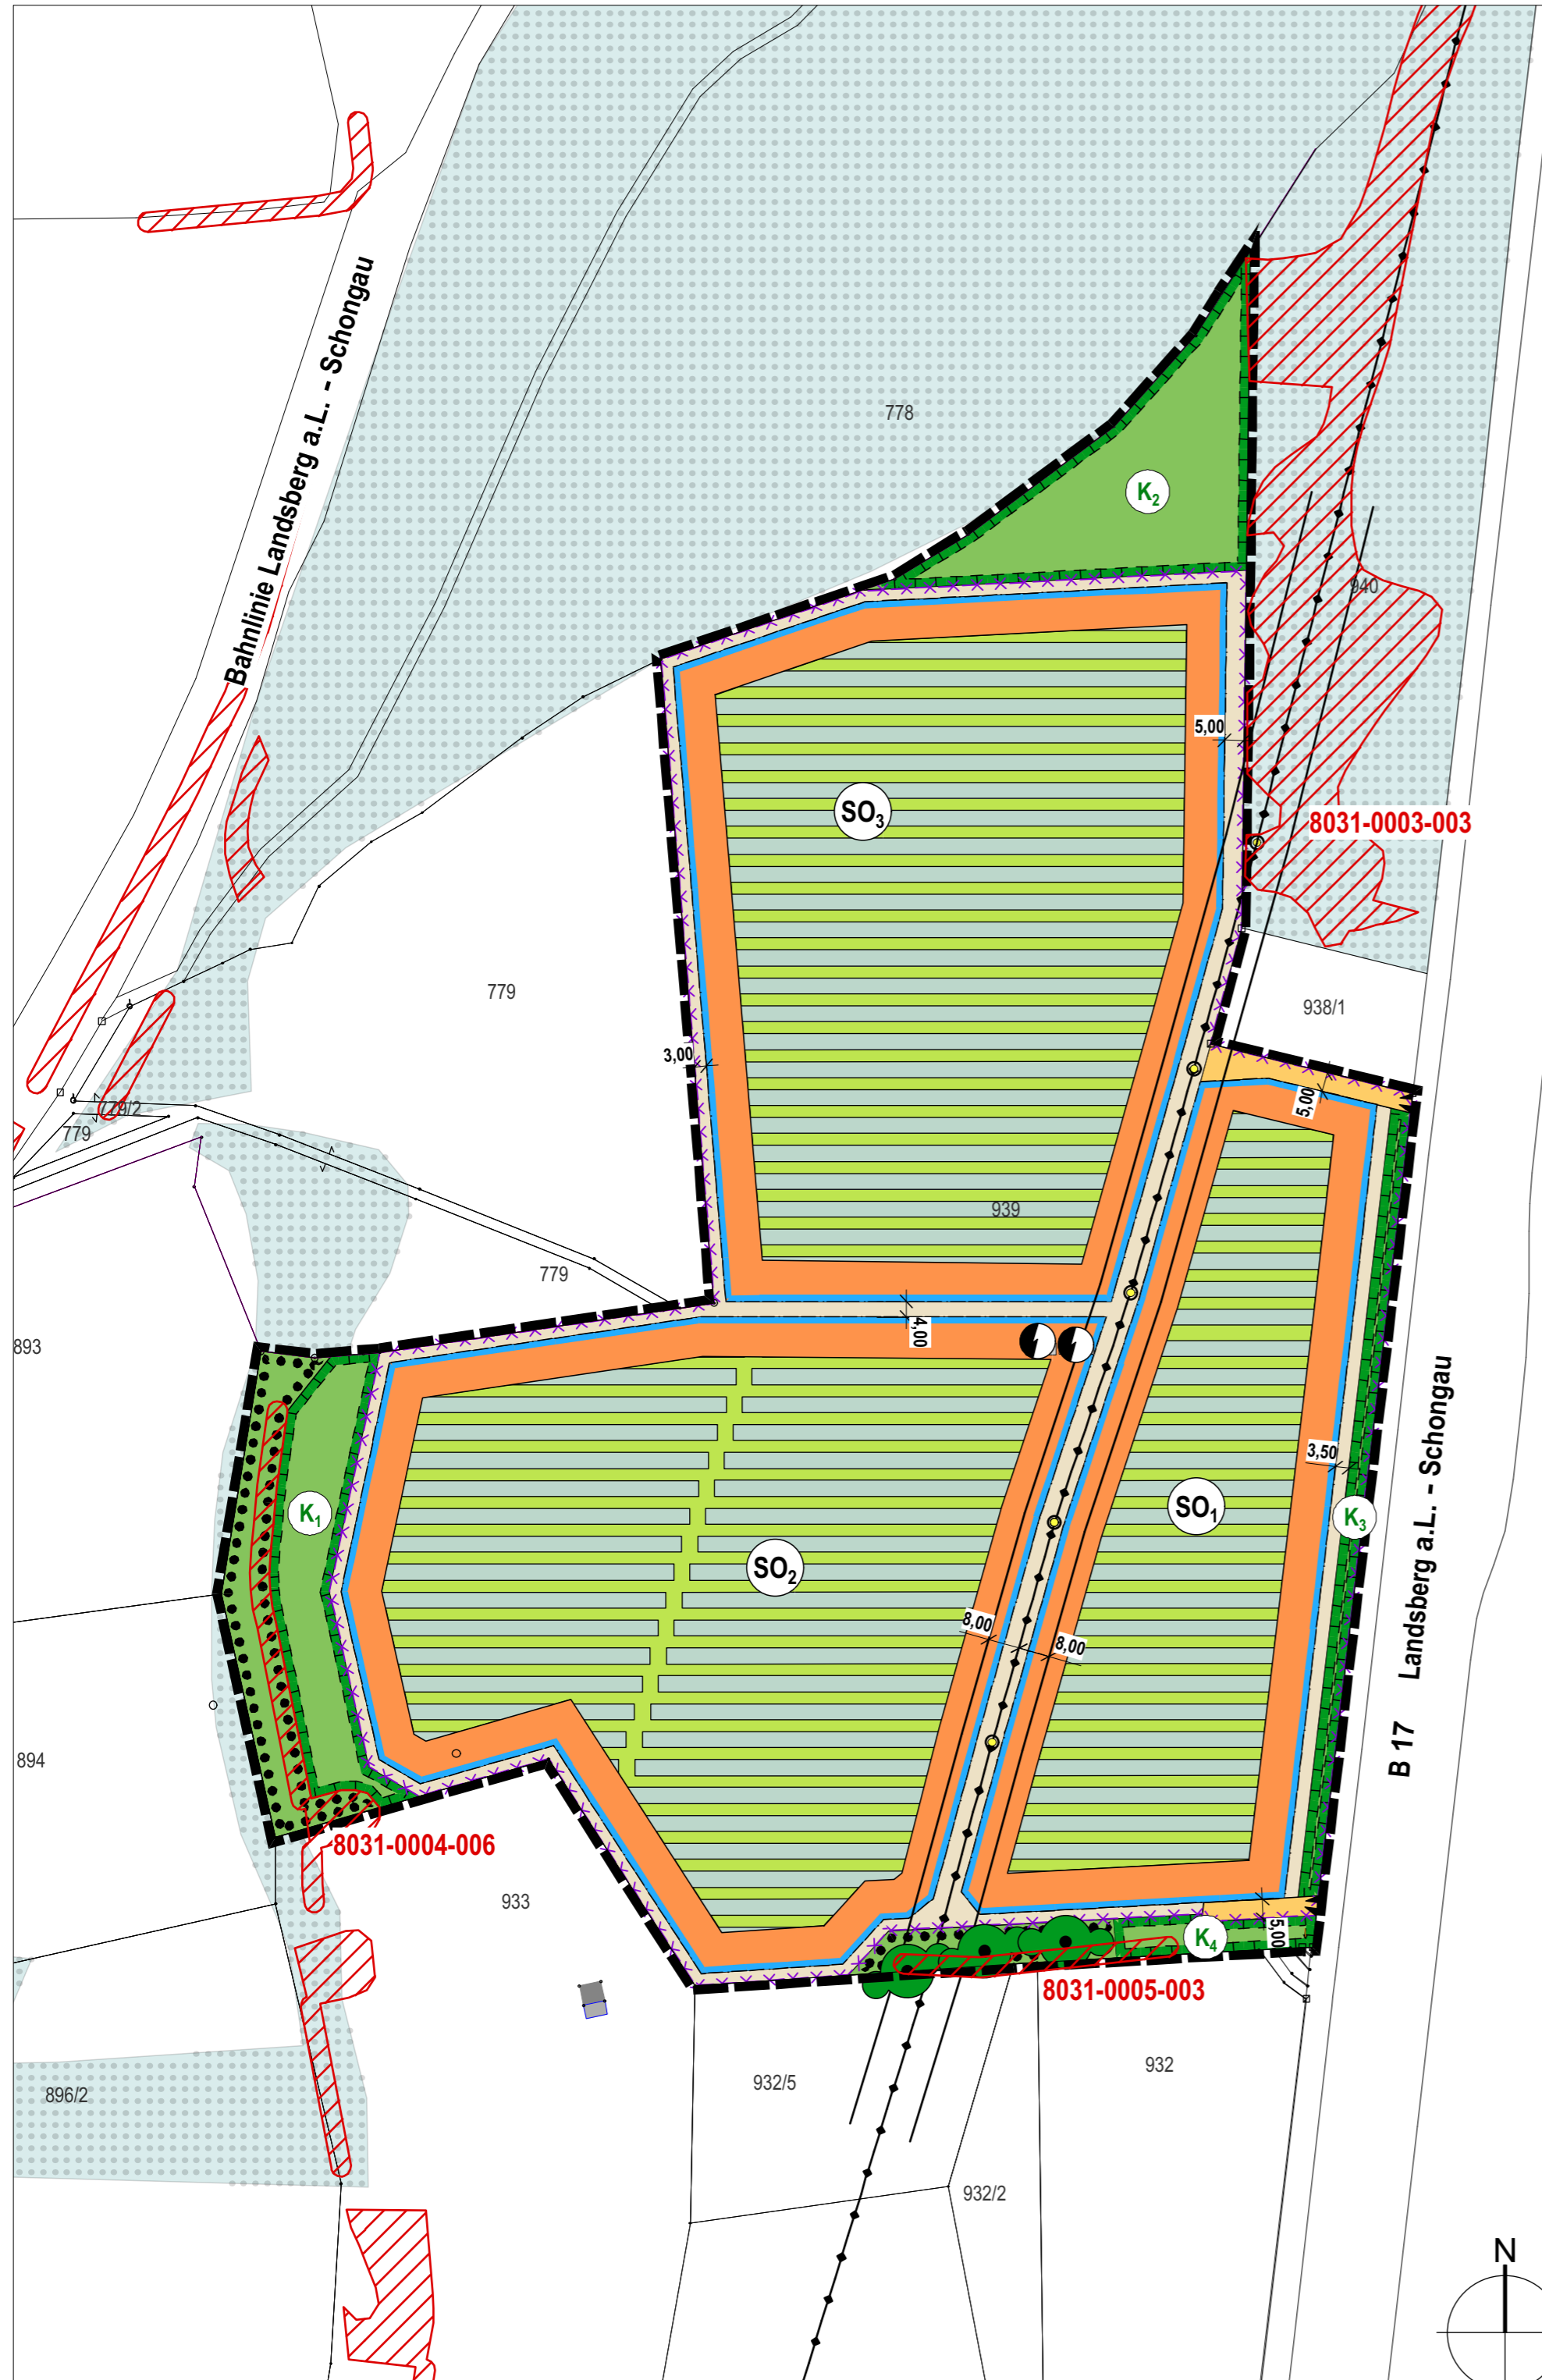 Bahnlinie Landsberg a.L. - Schongau
778
K2
940
5,00
SO3
8031-0003-003
779
938/1
3,00
779/2
779
5,00
939
779
4,00
893
K1
SO2
SO1
3,50
K3
B 17 Landsberg a.L. - Schongau
8,00
8,00
894
8031-0004-006
933
K4
5,00
8031-0005-003
932
932/5
896/2
932/2
N